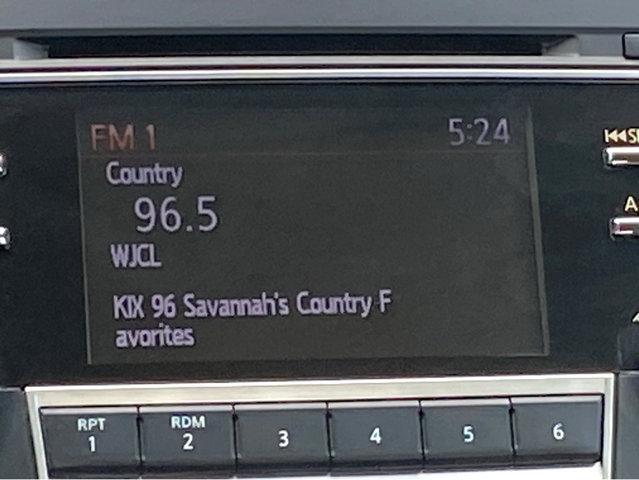 FM 1 5:24
Country
96.5
WJCL
KIX 96 Savannah's Country F
avorites
RPT RDM
1 2 3 4 5 6